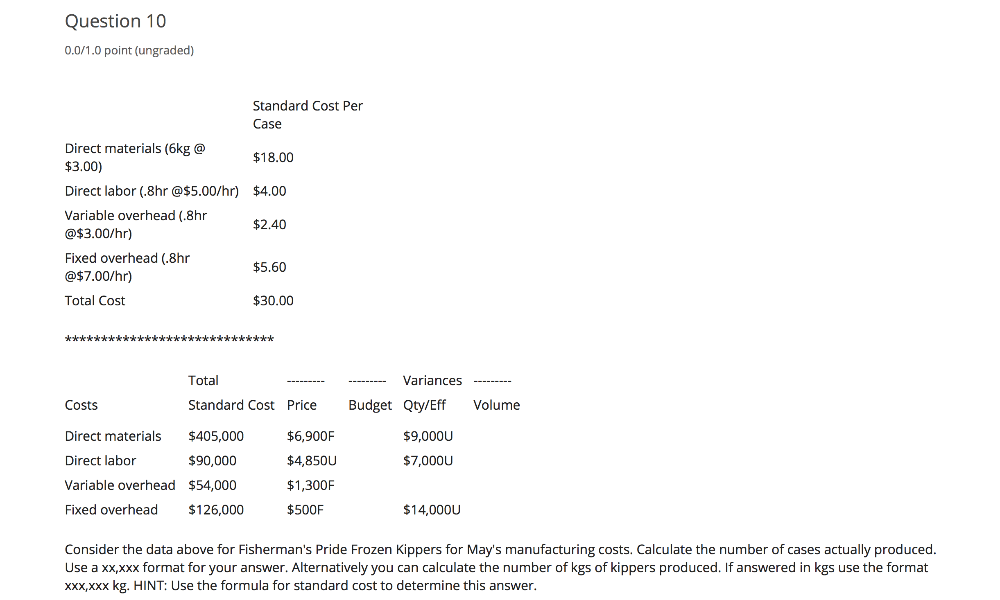 Question 10
0.0/1.0 point (ungraded)
Standard Cost Per
Case
Direct materials (6kg @
$3.00)
$18.00
Direct labor (.8hr @$5.00/hr) $4.00
Variable overhead (.8hr
@$3.00/hr)
$2.40
Fixed overhead (.8hr
@$7.00/hr)
$5.60
Total Cost $30.00
*****************************
Total --------- --------- Variances ---------
Costs Standard Cost Price Budget Qty/Eff Volume
Direct materials $405,000 $6,900F $9,000U
Direct labor $90,000 $4,850U $7,000U
Variable overhead $54,000 $1,300F
Fixed overhead $126,000 $500F $14,000U
Consider the data above for Fisherman's Pride Frozen Kippers for May's manufacturing costs. Calculate the number of cases actually produced.
Use a xx,xxx format for your answer. Alternatively you can calculate the number of kgs of kippers produced. If answered in kgs use the format
xxx,xxx kg. HINT: Use the formula for standard cost to determine this answer.